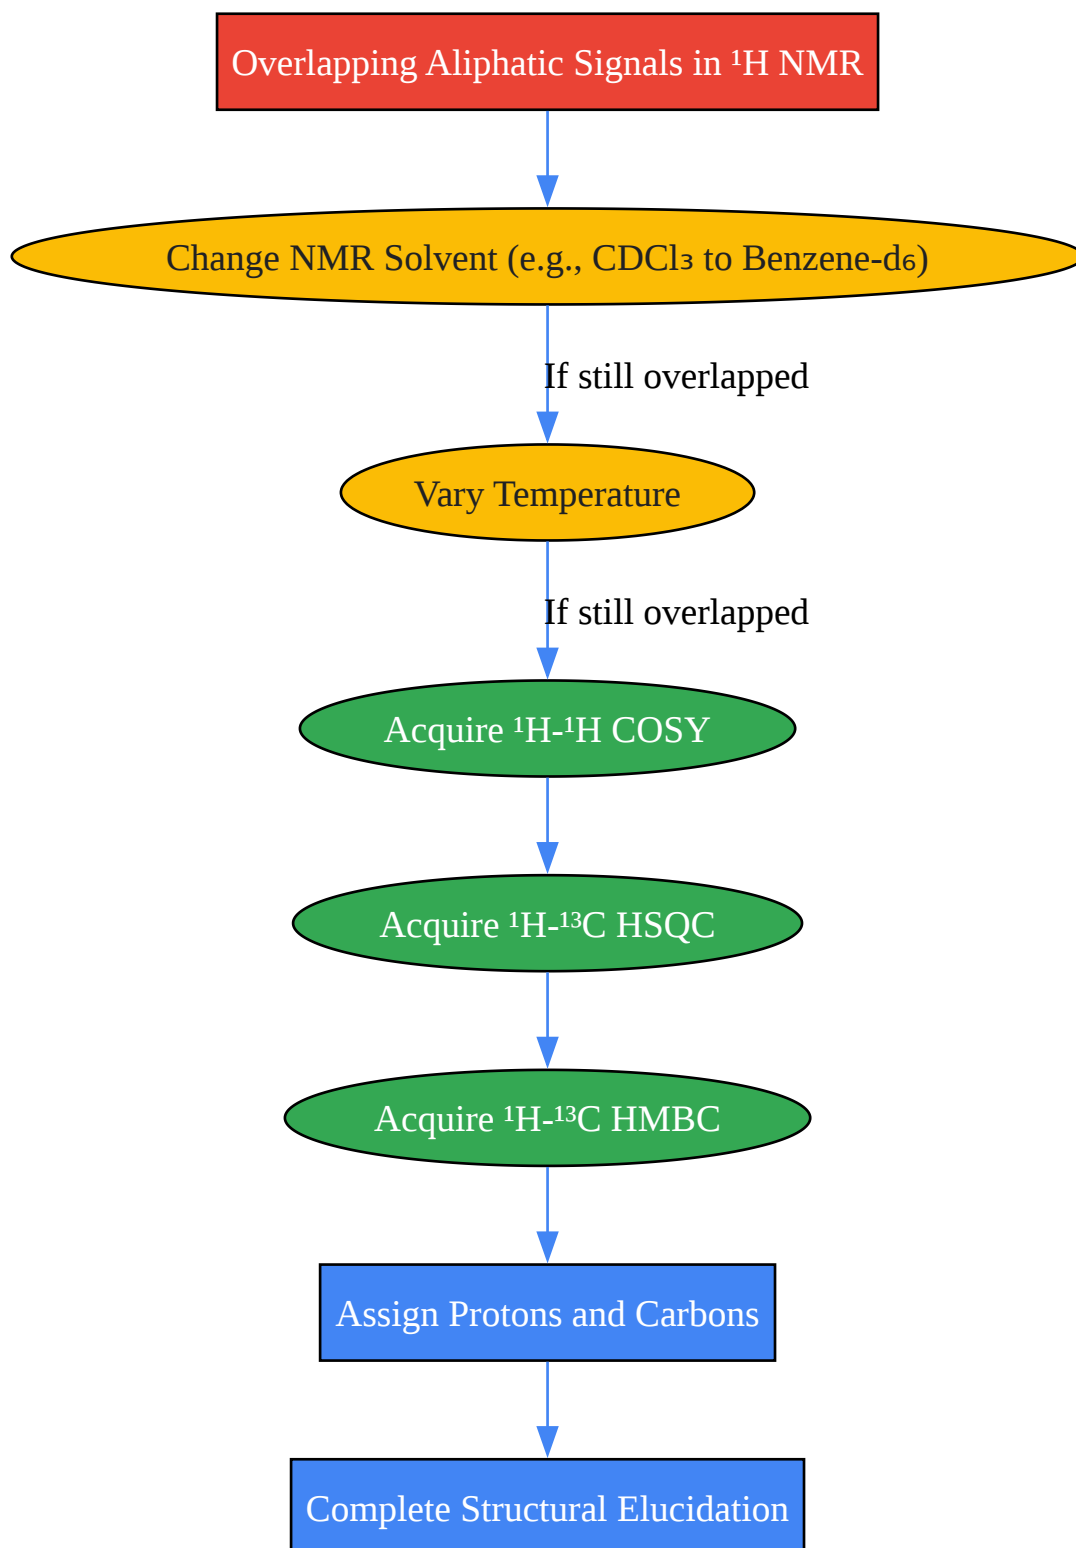 Overlapping Aliphatic Signals in ¹H NMR
Change NMR Solvent (e.g., CDCl₃ to Benzene-d₆)
If still overlapped
Vary Temperature
If still overlapped
Acquire ¹H-¹H COSY
Acquire ¹H-¹³C HSQC
Acquire ¹H-¹³C HMBC
Assign Protons and Carbons
Complete Structural Elucidation